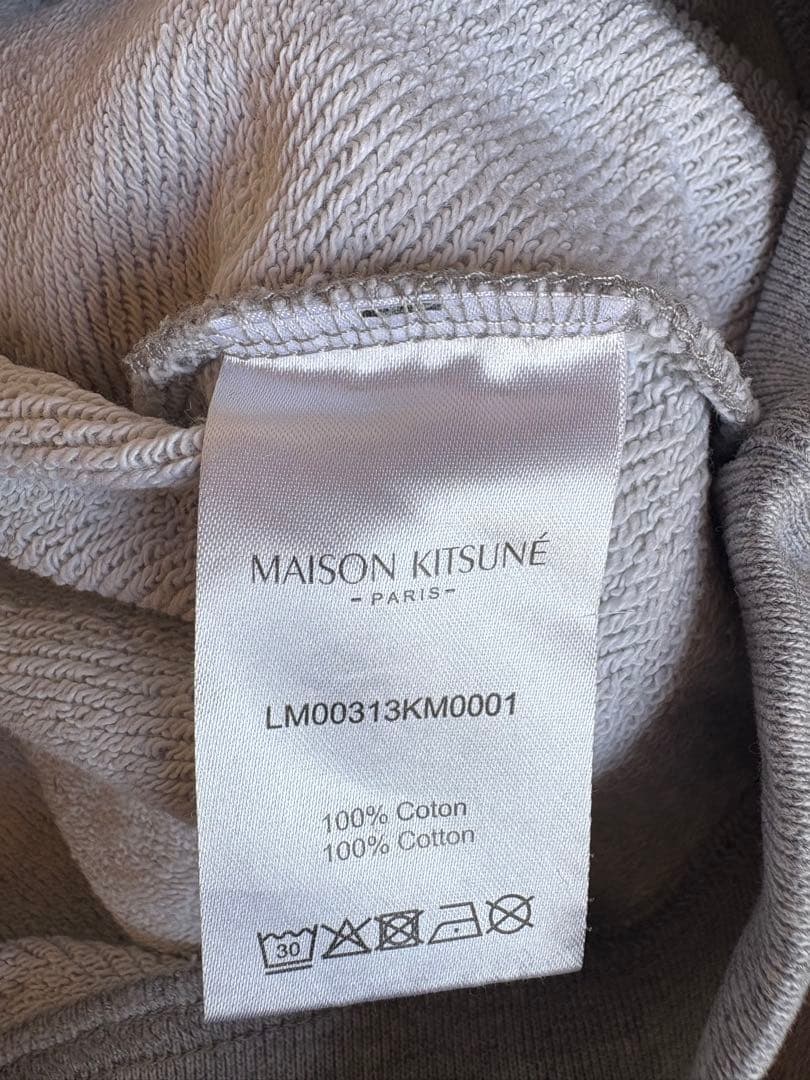 MAISON KITSUNÉ
- PARIS -
LM00313KM0001
100% Coton
100% Cotton
30